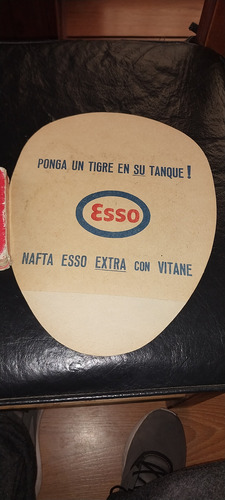 PONGA UN TIGRE EN SU TANQUE!
Esso
NAFTA ESSO EXTRA con VITANE